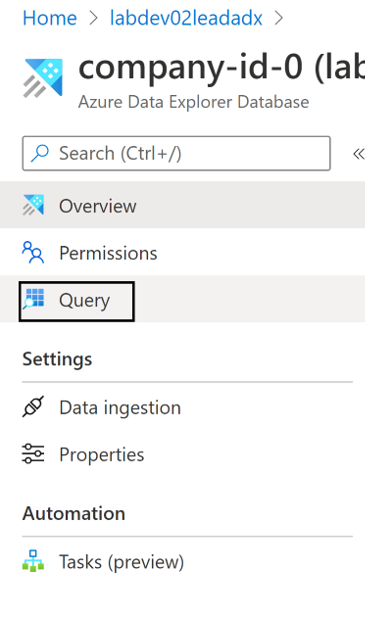 Home > labdev02leadadx >
company-id-0 (lab
Azure Data Explorer Database
Search (Ctrl+/)
«
Overview
Permissions
Query
Settings
Data ingestion
Properties
Automation
Tasks (preview)